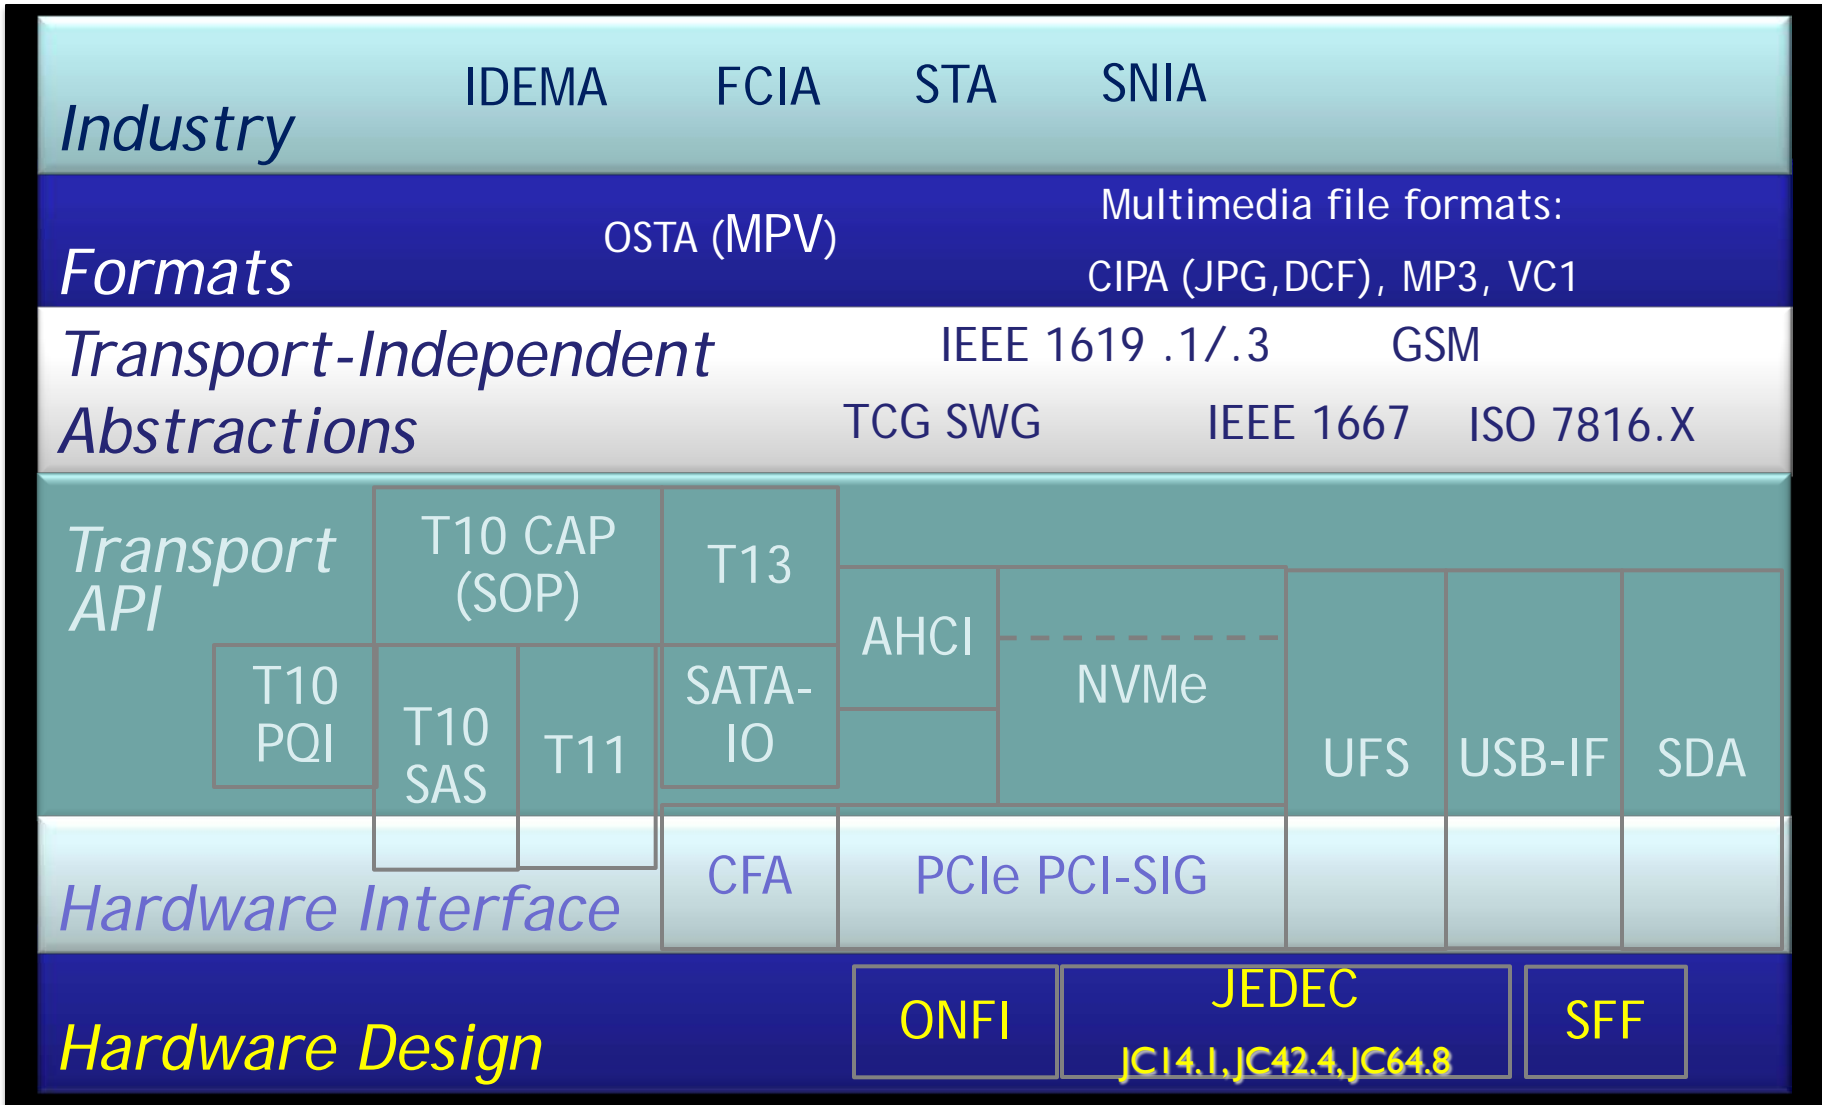 IDEMA FCIA STA SNIA
Industry
Multimedia file formats:
OSTA (MPV)
Formats
CIPA (JPG,DCF), MP3, VC1
Transport-Independent
Abstractions
IEEE 1619 .1/.3 GSM
TCG SWG IEEE 1667 ISO 7816.X
Transport
API
T10 CAP
(SOP)
T13
AHCI
NVMe
T10
PQI
T10
SAS
T11
SATA-
IO
UFS
USB-IF
SDA
Hardware Interface
CFA
PCIe PCI-SIG
Hardware Design
ONFI
JEDEC
JC14.1, JC42.4, JC64.8
SFF